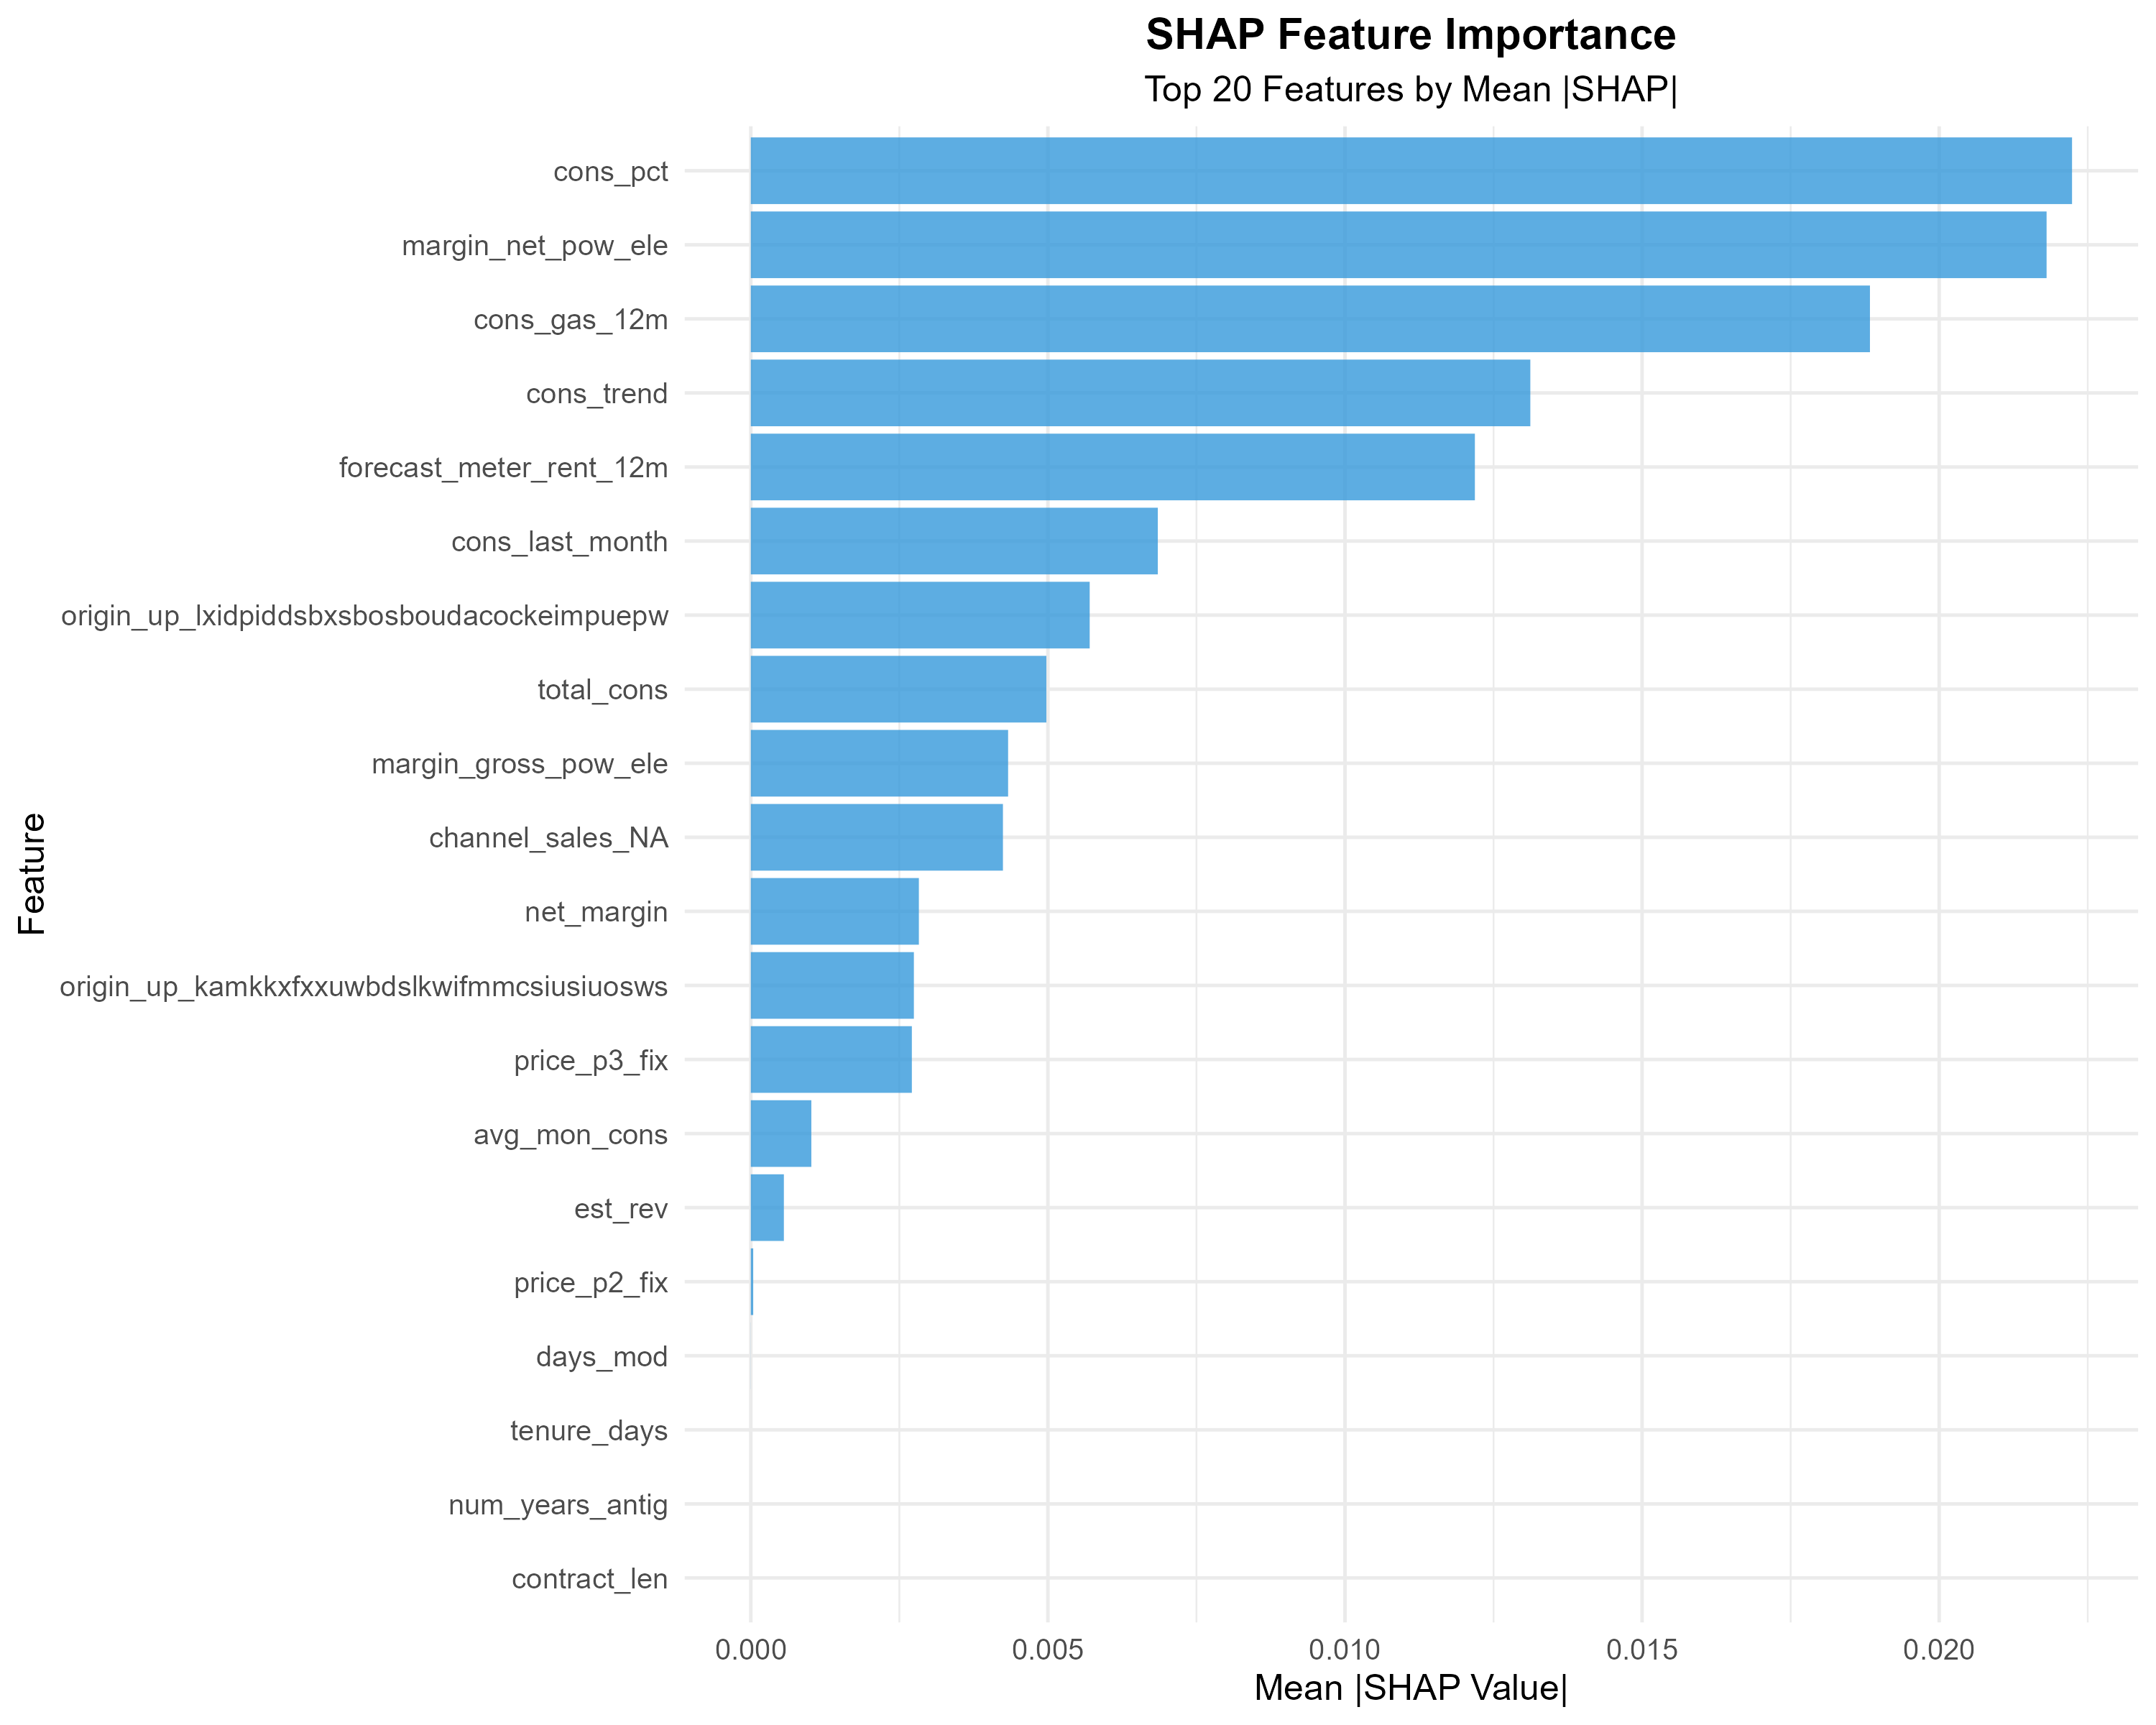 SHAP Feature Importance
Top 20 Features by Mean |SHAP|
Feature
cons_pct
margin_net_pow_ele
cons_gas_12m
cons_trend
forecast_meter_rent_12m
cons_last_month
origin_up_lxidpiddsbxsbosboudacockeimpuepw
total_cons
margin_gross_pow_ele
channel_sales_NA
net_margin
origin_up_kamkkxfxxuwbdslkwifmmcsiusiuosws
price_p3_fix
avg_mon_cons
est_rev
price_p2_fix
days_mod
tenure_days
num_years_antig
contract_len
0.000 0.005 0.010 0.015 0.020
Mean |SHAP Value|